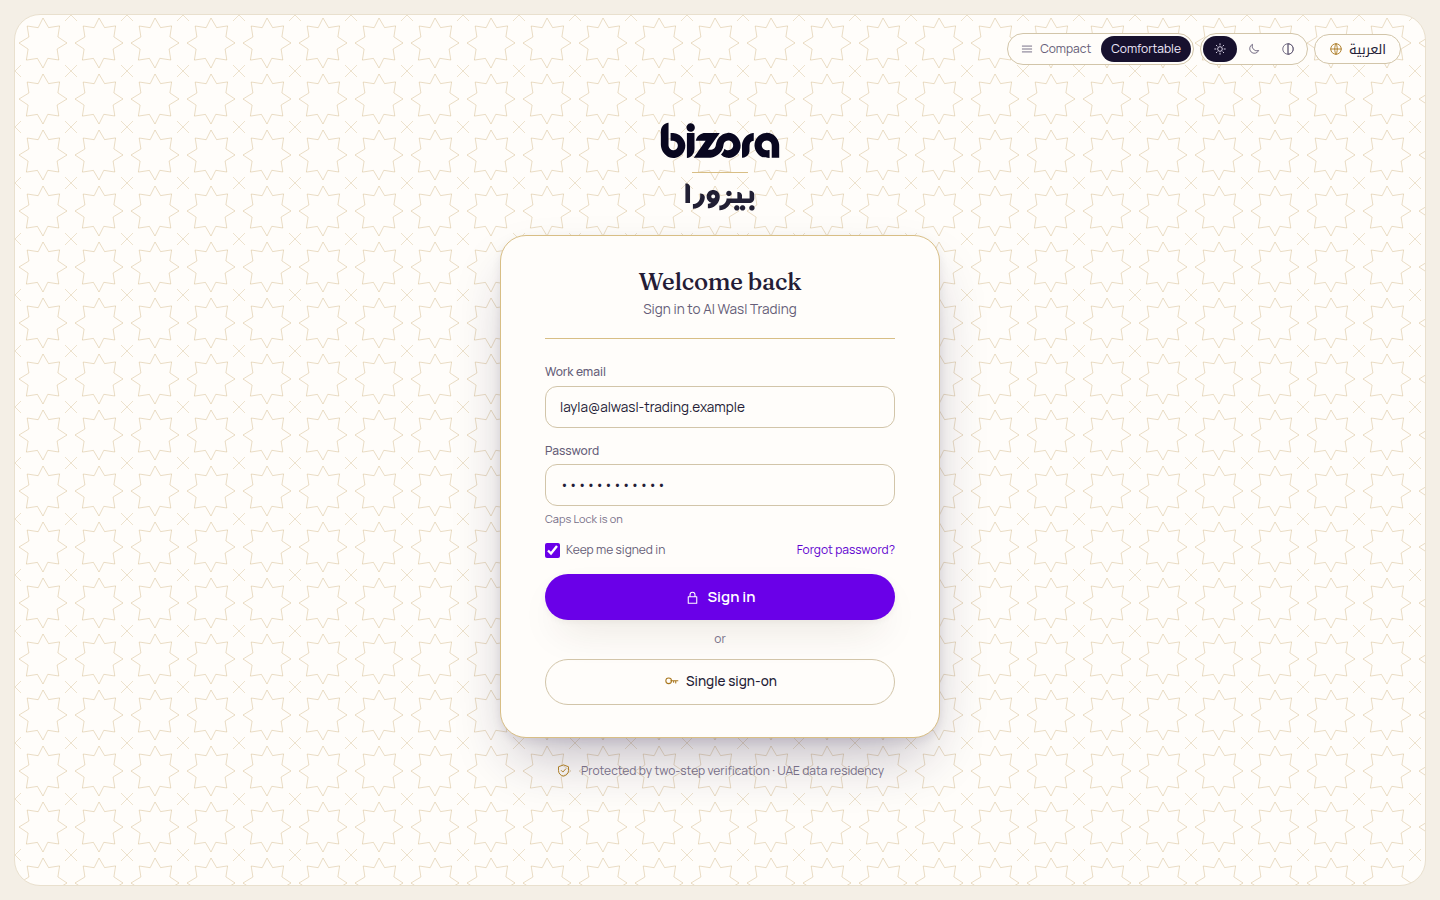 Compact Comfortable العربية
bizora
بيزورا
Welcome back
Sign in to Al Wasl Trading
Work email
layla@alwasl-trading.example
Password
••••••••••••
Caps Lock is on
Keep me signed in Forgot password?
Sign in
or
Single sign-on
Protected by two-step verification · UAE data residency